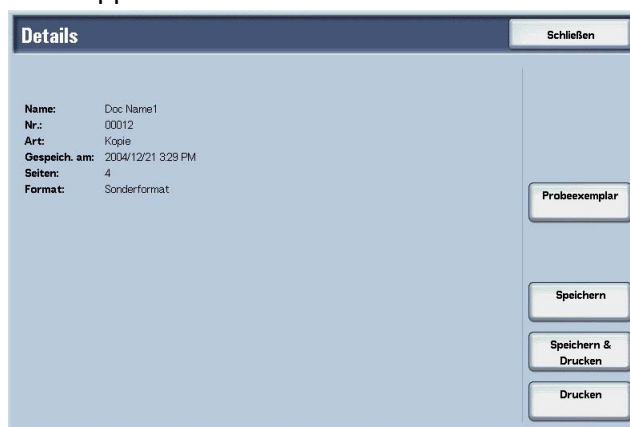 Details
Schließen
Name: Doc Name1
Nr.: 00012
Art: Kopie
Gespeich. am: 2004/12/21 3:29 PM
Seiten: 4
Format: Sonderformat
Probeexemplar
Speichern
Speichern &
Drucken
Drucken